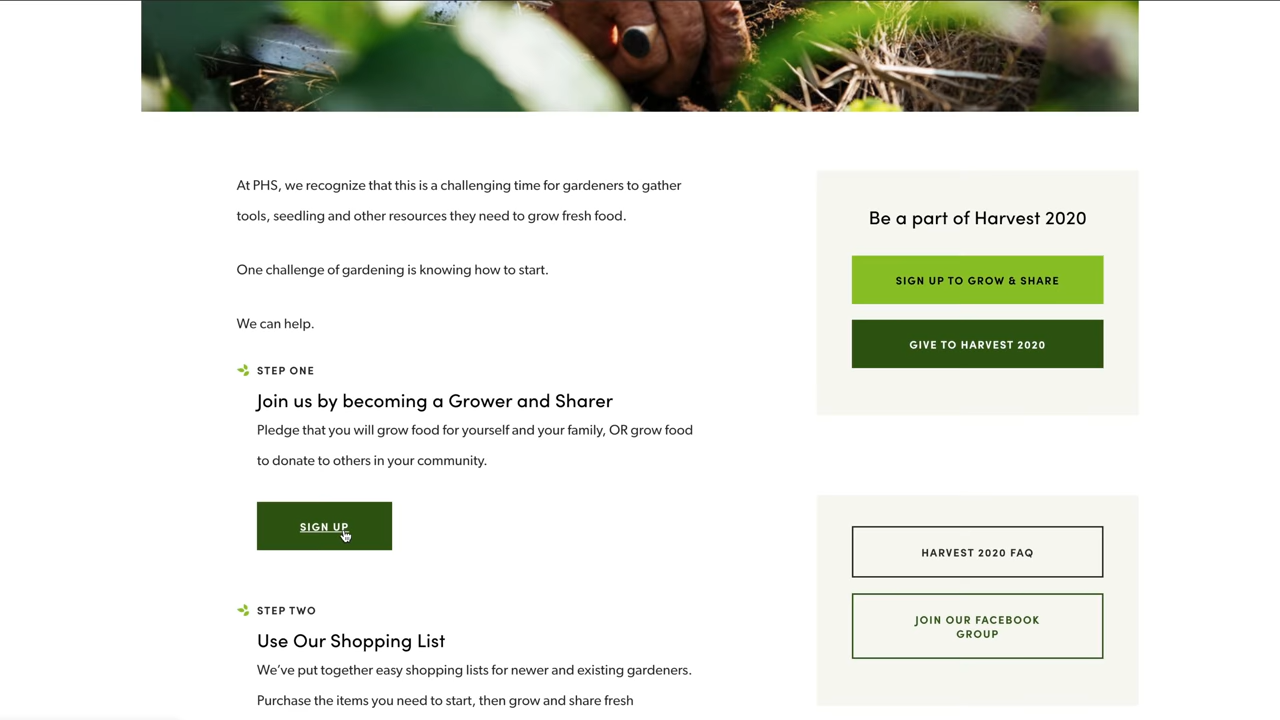 At PHS, we recognize that this is a challenging time for gardeners to gather
tools, seedling and other resources they need to grow fresh food.
One challenge of gardening is knowing how to start.
We can help.
STEP ONE
Join us by becoming a Grower and Sharer
Pledge that you will grow food for yourself and your family, OR grow food
to donate to others in your community.
SIGN UP
STEP TWO
Use Our Shopping List
We've put together easy shopping lists for newer and existing gardeners.
Purchase the items you need to start, then grow and share fresh
Be a part of Harvest 2020
SIGN UP TO GROW & SHARE
GIVE TO HARVEST 2020
HARVEST 2020 FAQ
JOIN OUR FACEBOOK
GROUP